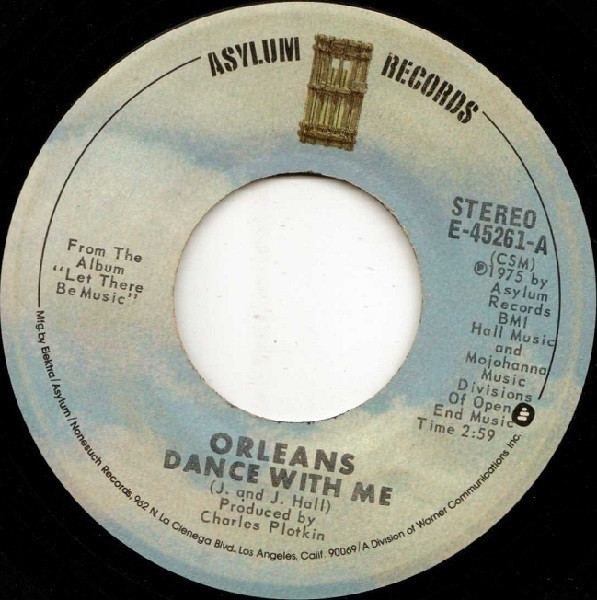 ASYLUM RECORDS
STEREO
E-45261-A
(CSM)
℗1975 by
Asylum
Records
BMI
Hall Music
and
Mojohanna
Music
Divisions
Of Open
End Music
Time 2:59
From The
Album
"Let There
Be Music"
ORLEANS
DANCE WITH ME
(J. and J. Hall)
Produced by
Charles Plotkin
Mfg. by Elektra/Asylum/Nonesuch Records, 962 N. La Cienega Blvd. Los Angeles, Calif. 90069/A Division of Warner Communications Inc.